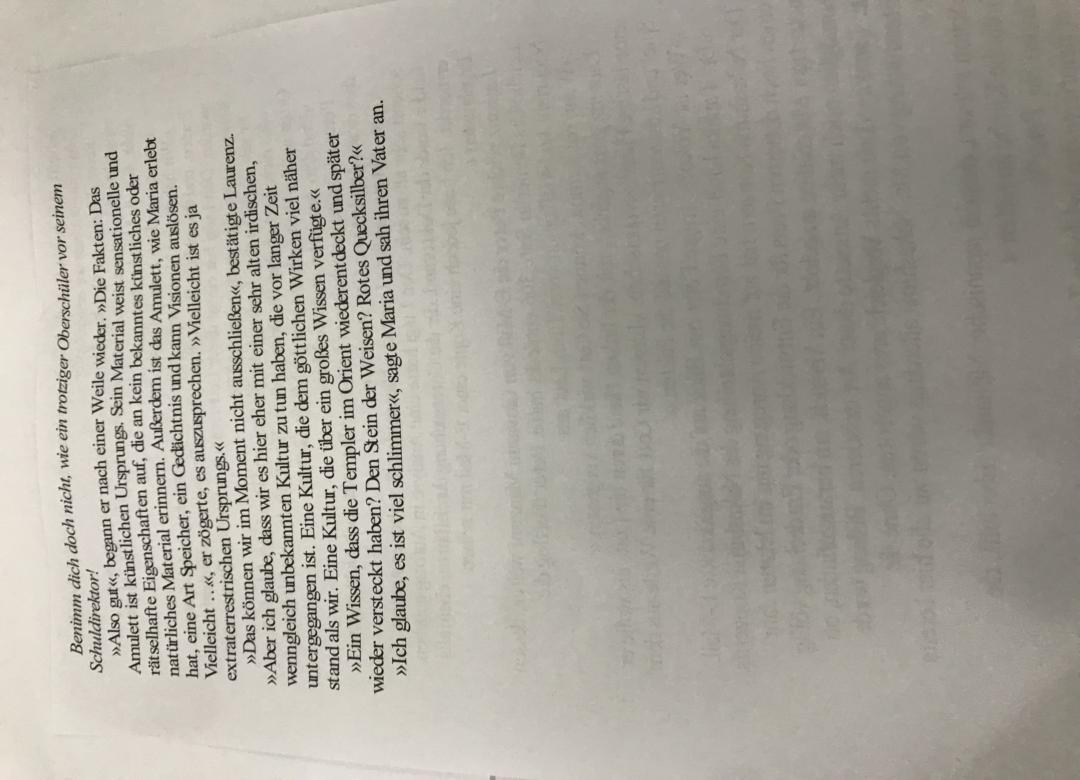 Benimm dich doch nicht, wie ein trotziger Oberschüler vor seinem
Schuldirektor!
»Also gut«, begann er nach einer Weile wieder. »Die Fakten: Das
Amulett ist künstlichen Ursprungs. Sein Material weist sensationelle und
rätselhafte Eigenschaften auf, die an kein bekanntes künstliches oder
natürliches Material erinnern. Außerdem ist das Amulett, wie Maria erlebt
hat, eine Art Speicher, ein Gedächtnis und kann Visionen auslösen.
Vielleicht …«, er zögerte, es auszusprechen. »Vielleicht ist es ja
extraterrestrischen Ursprungs.«
»Das können wir im Moment nicht ausschließen«, bestätigte Laurenz.
»Aber ich glaube, dass wir es hier eher mit einer sehr alten irdischen,
wenngleich unbekannten Kultur zu tun haben, die vor langer Zeit
untergegangen ist. Eine Kultur, die dem göttlichen Wirken viel näher
stand als wir. Eine Kultur, die über ein großes Wissen verfügte.«
»Ein Wissen, dass die Templer im Orient wiederentdeckt und später
wieder versteckt haben? Den Stein der Weisen? Rotes Quecksilber?«
»Ich glaube, es ist viel schlimmer«, sagte Maria und sah ihren Vater an.